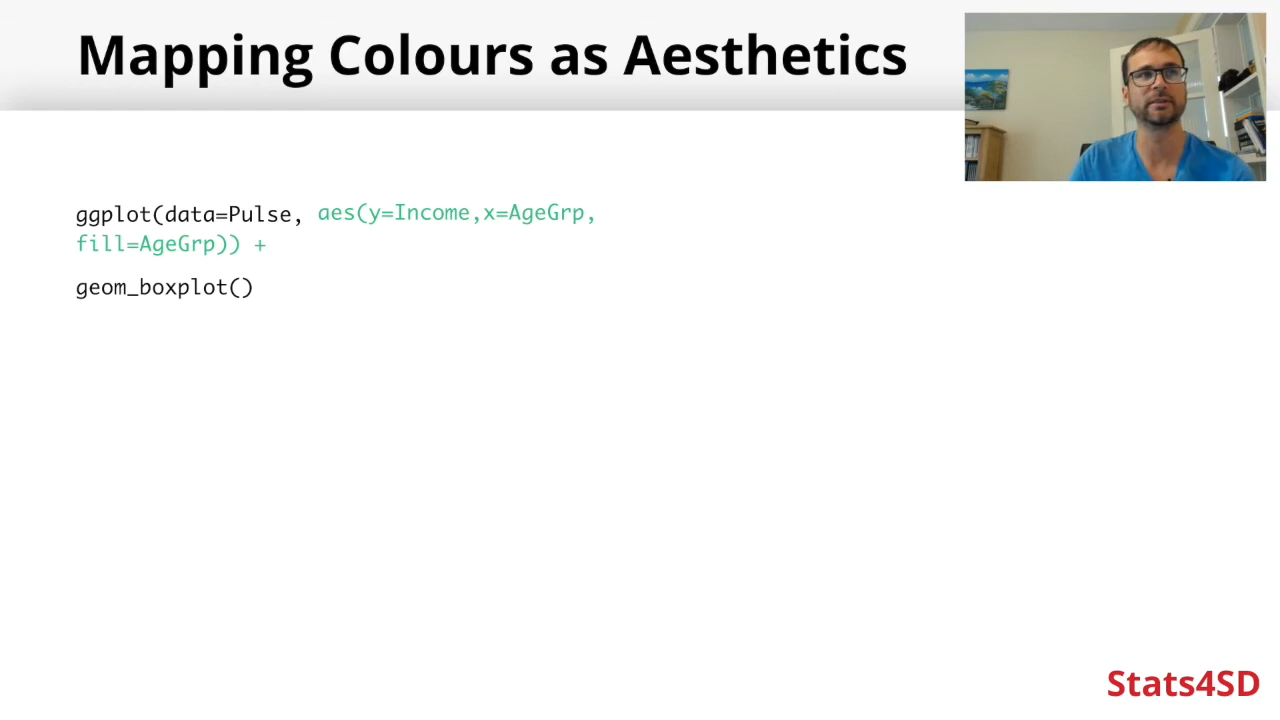 Mapping Colours as Aesthetics
ggplot(data=Pulse, aes(y=Income,x=AgeGrp,
fill=AgeGrp)) +
geom_boxplot()
Stats4SD